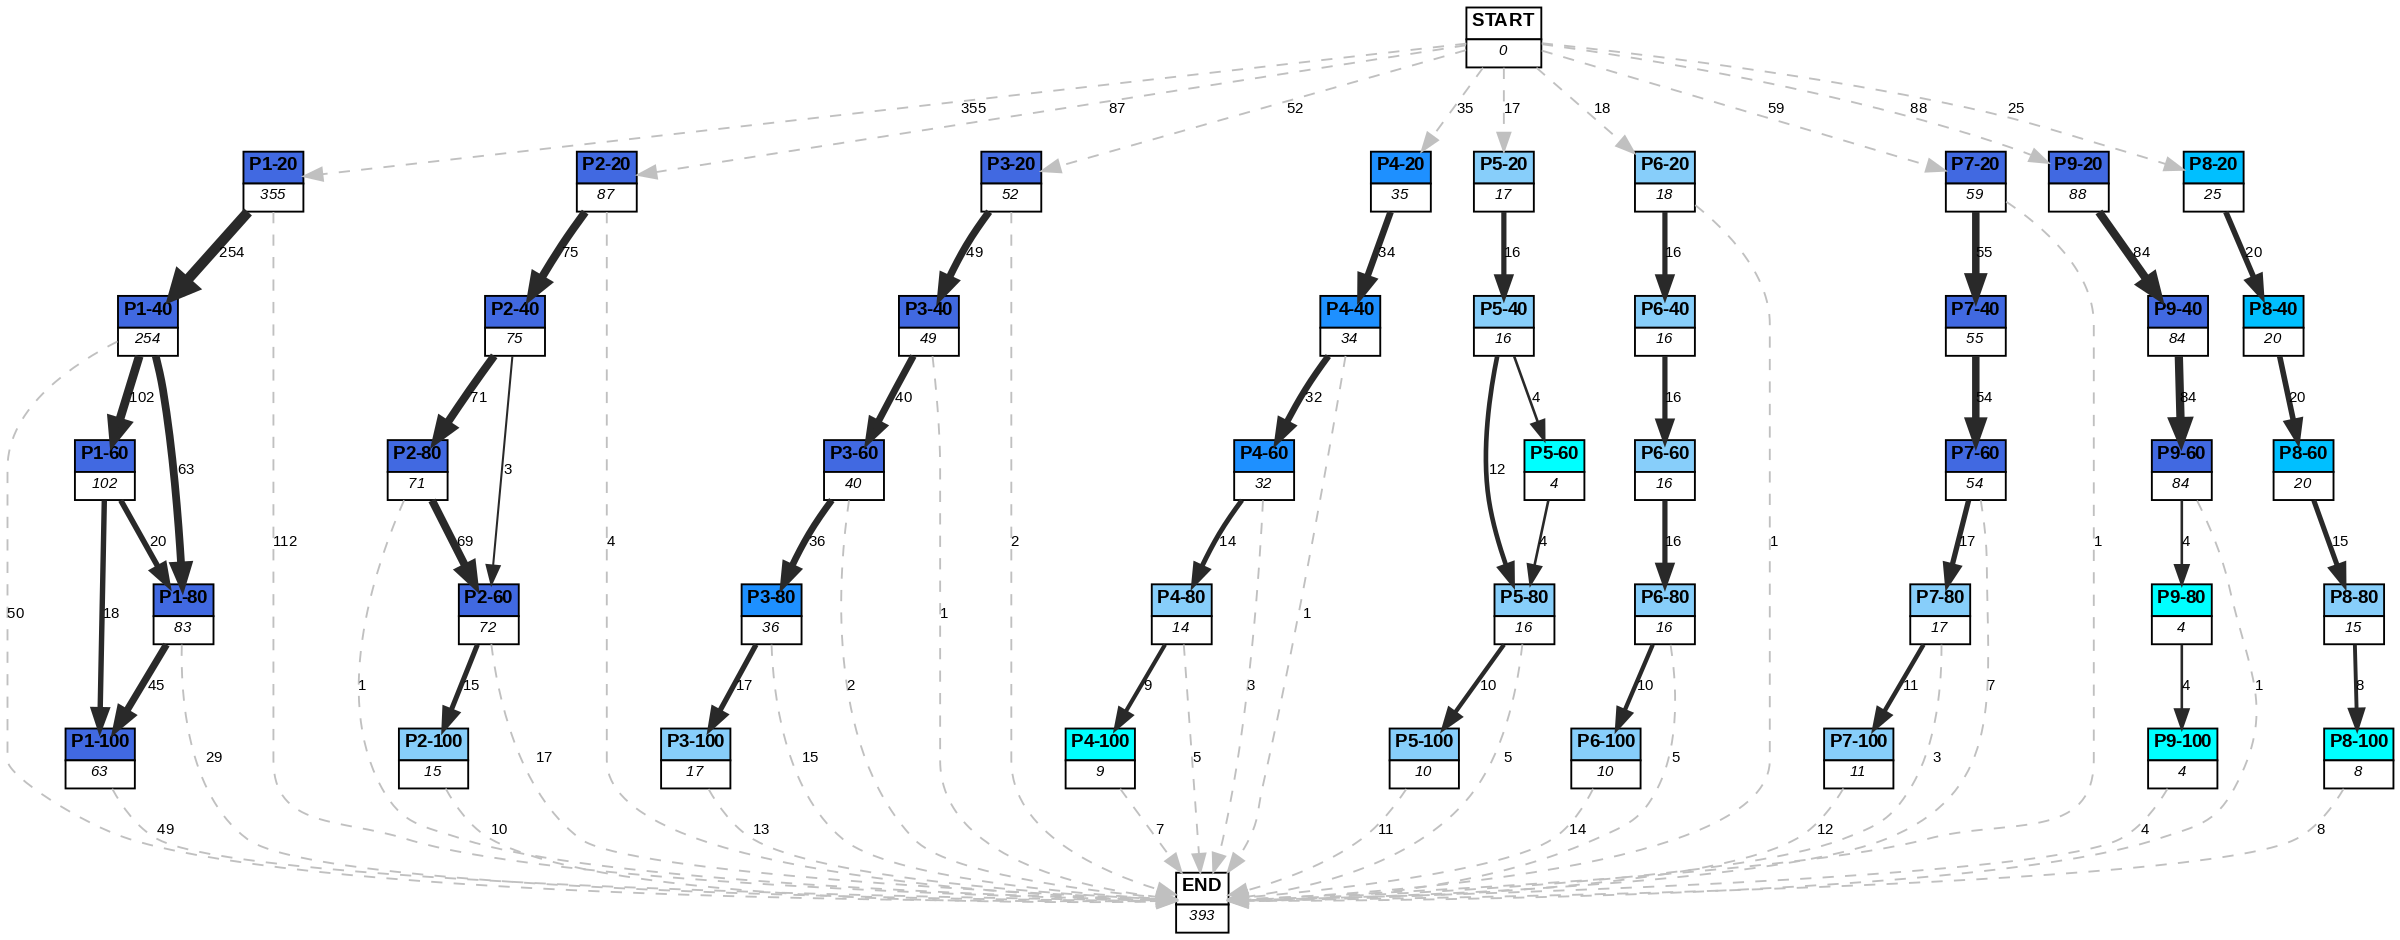 START
0
355
87
52
35
17
18
59
88
25
P1-20
355
P2-20
87
P3-20
52
P4-20
35
P5-20
17
P6-20
18
P7-20
59
P9-20
88
P8-20
25
254
75
49
34
16
16
55
84
20
P1-40
254
P2-40
75
P3-40
49
P4-40
34
P5-40
16
P6-40
16
P7-40
55
P9-40
84
P8-40
20
102
71
40
32
4
16
54
84
20
P1-60
102
63
P2-80
71
3
P3-60
40
P4-60
32
12
P5-60
4
P6-60
16
P7-60
54
P9-60
84
P8-60
20
20
112
69
4
36
2
14
4
16
1
17
1
4
15
50
18
P1-80
83
P2-60
72
P3-80
36
1
P4-80
14
3
1
P5-80
16
P6-80
16
P7-80
17
P9-80
4
P8-80
15
45
1
15
17
2
9
10
10
11
7
4
1
8
P1-100
63
29
P2-100
15
17
P3-100
17
15
P4-100
9
5
P5-100
10
5
P6-100
10
5
P7-100
11
3
P9-100
4
P8-100
8
49
10
13
7
11
14
12
4
8
END
393